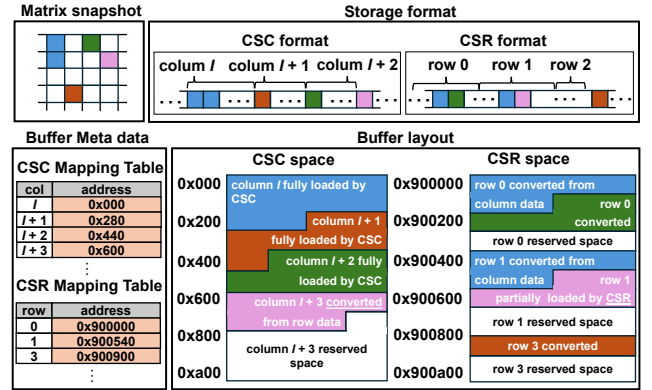 Matrix snapshot
Storage format
CSC format
CSR format
colum l
colum l + 1
colum l + 2
row 0
row 1
row 2
...
...
...
...
...
...
...
...
...
Buffer Meta data
Buffer layout
CSC Mapping Table
col address
l 0x000
l + 1 0x280
l + 2 0x440
l + 3 0x600
⋮
CSR Mapping Table
row address
0 0x900000
1 0x900540
3 0x900900
⋮
CSC space
0x000
0x200
0x400
0x600
0x800
0xa00
column l fully loaded by
CSC
column l + 1
fully loaded by CSC
column l + 2 fully
loaded by CSC
column l + 3 converted
from row data
column l + 3 reserved
space
CSR space
0x900000
0x900200
0x900400
0x900600
0x900800
0x900a00
row 0 converted from
column data
row 0
converted
row 0 reserved space
row 1 converted from
column data
row 1
partially loaded by CSR
row 1 reserved space
row 3 converted
row 3 reserved space